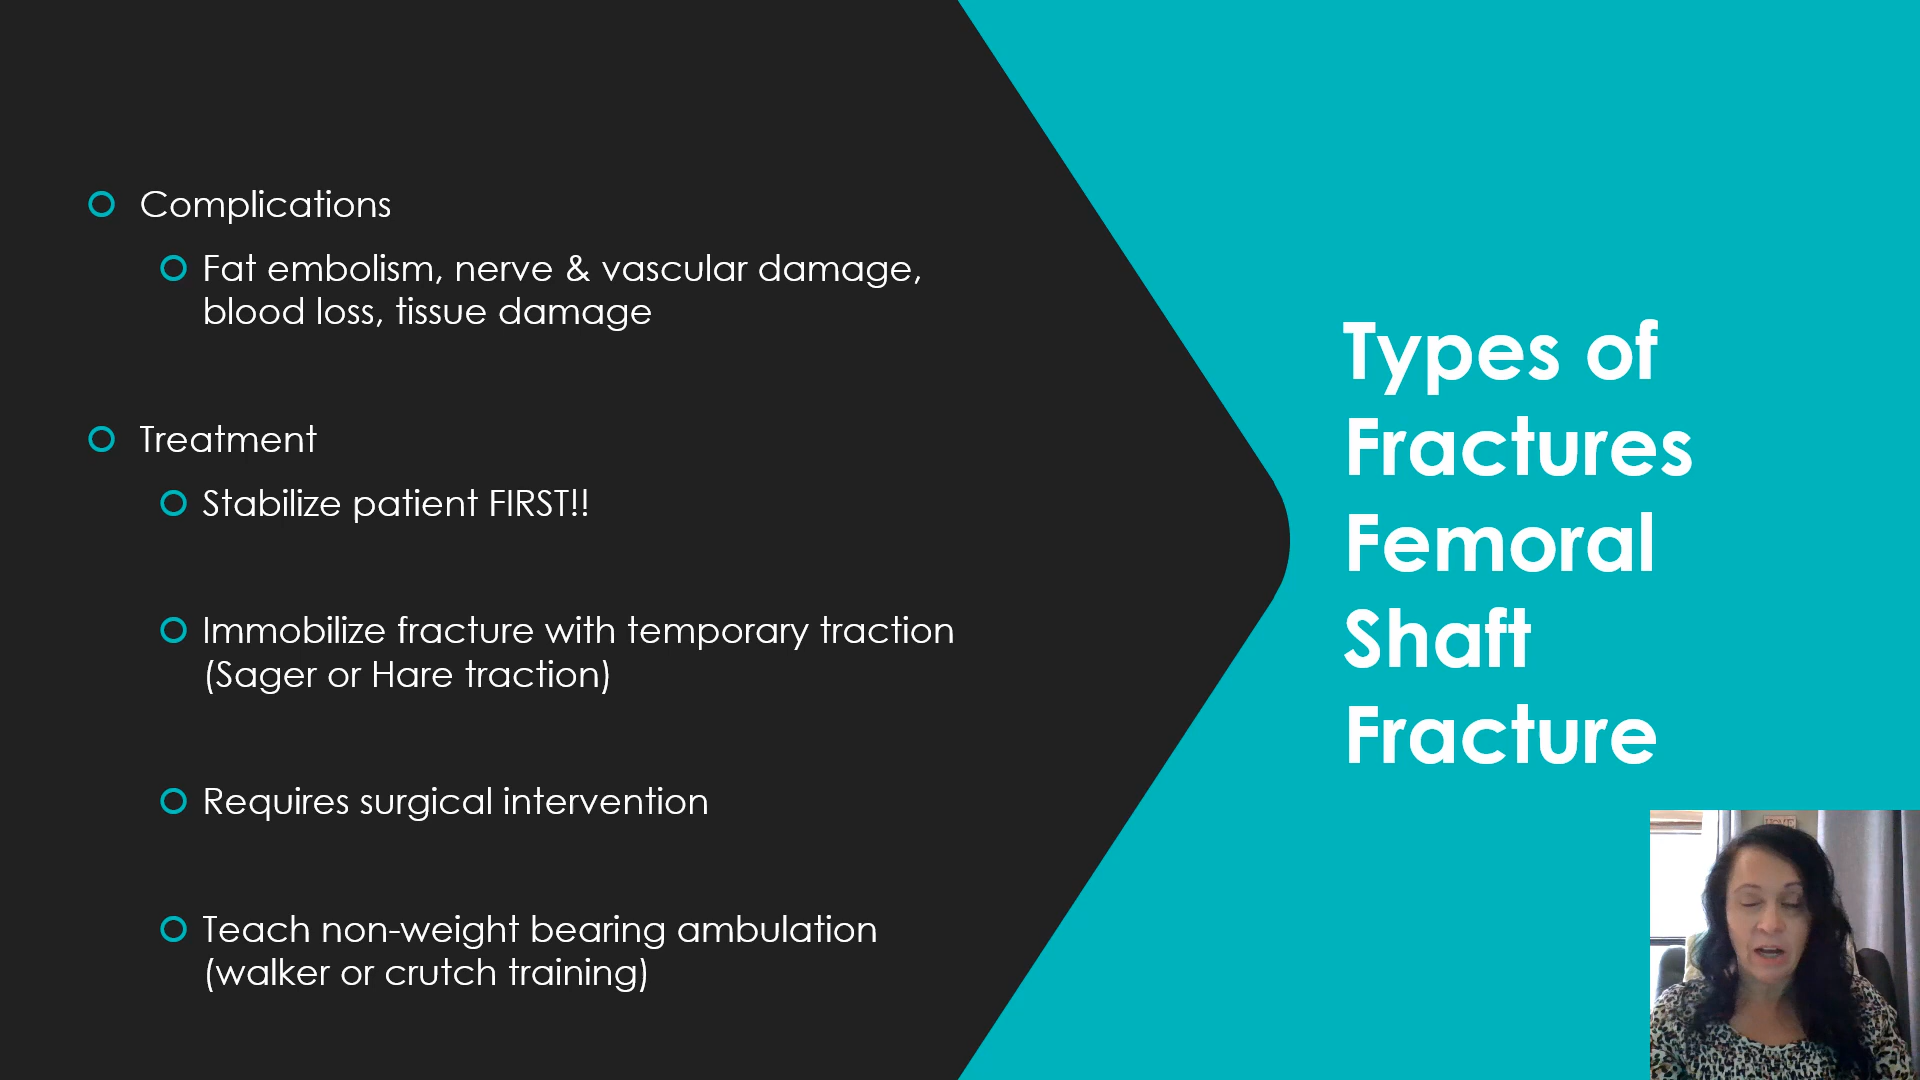 Complications
Fat embolism, nerve & vascular damage,
blood loss, tissue damage
Treatment
Stabilize patient FIRST!!
Immobilize fracture with temporary traction
(Sager or Hare traction)
Requires surgical intervention
Teach non-weight bearing ambulation
(walker or crutch training)
Types of
Fractures
Femoral
Shaft
Fracture
HOME